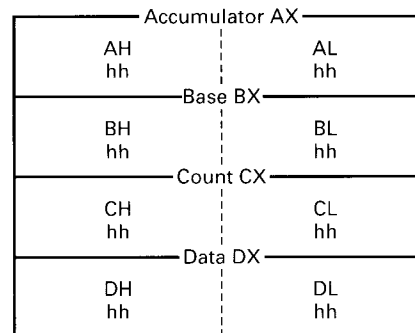 Accumulator AX
AH AL
hh hh
Base BX
BH BL
hh hh
Count CX
CH CL
hh hh
Data DX
DH DL
hh hh